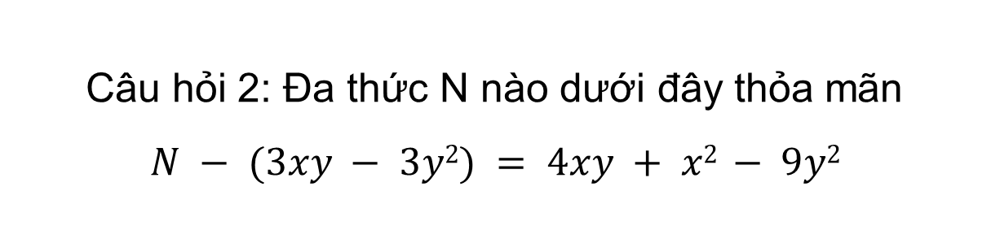 Câu hỏi 2: Đa thức N nào dưới đây thỏa mãn
N − (3xy − 3y²) = 4xy + x² − 9y²